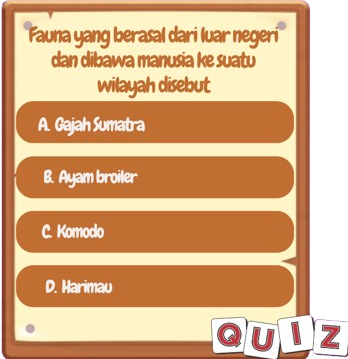 Fauna yang berasal dari luar negeri
dan dibawa manusia ke suatu
wilayah disebut
A. Gajah Sumatra
B. Ayam broiler
C. Komodo
D. Harimau
QUIZ